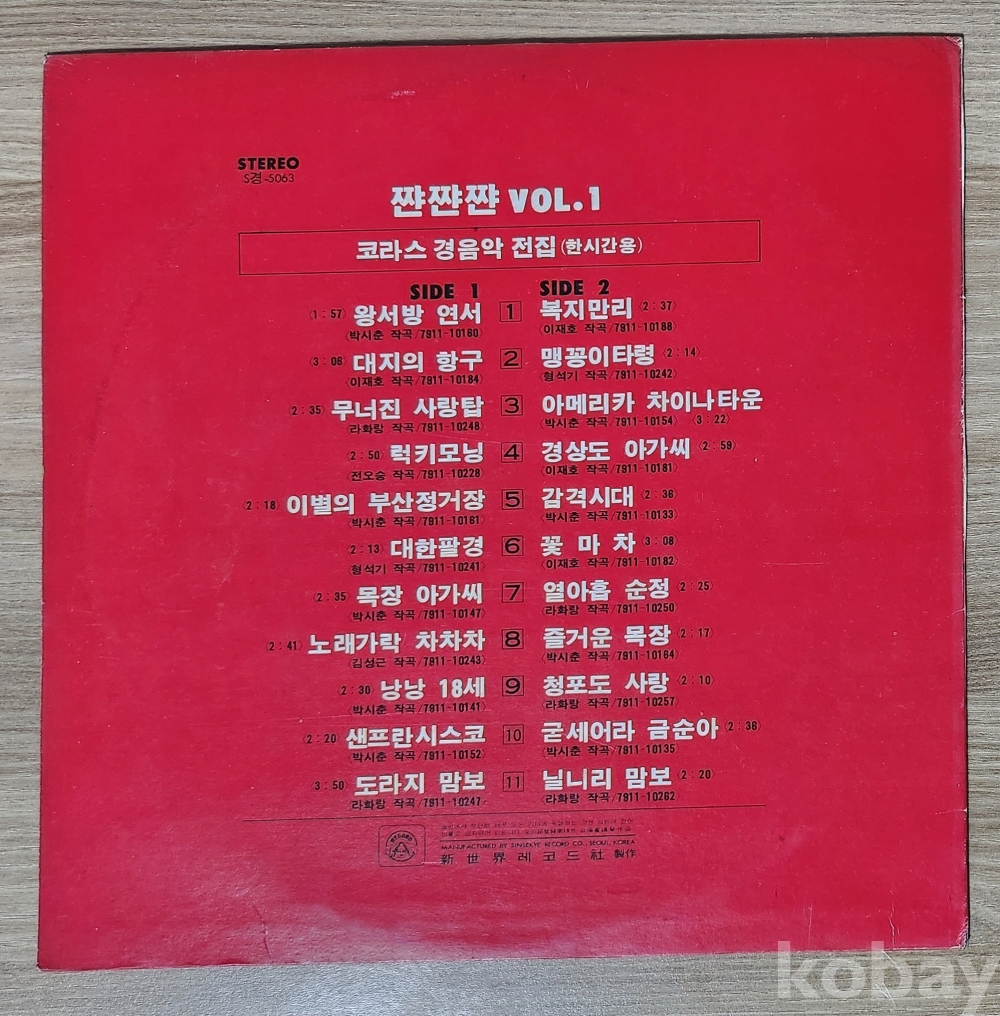 STEREO
S경-5063
쨘쨘쨘 VOL.1
코라스 경음악 전집(한시간용)
SIDE 1
(1:57) 왕서방 연서 1
(박시춘 작곡/7911-10160)
(3:06) 대지의 항구 2
(이재호 작곡/7911-10184)
(2:35) 무너진 사랑탑 3
(라화랑 작곡/7911-10248)
(2:50) 럭키모닝 4
(전오승 작곡/7911-10228)
(2:18) 이별의 부산정거장 5
(박시춘 작곡/7911-10161)
(2:13) 대한팔경 6
(형석기 작곡/7911-10241)
(2:35) 목장 아가씨 7
(박시춘 작곡/7911-10147)
(2:41) 노래가락 차차차 8
(김성근 작곡/7911-10243)
(2:30) 낭낭 18세 9
(박시춘 작곡/7911-10141)
(2:20) 샌프란시스코 10
(박시춘 작곡/7911-10152)
(3:50) 도라지 맘보 11
(라화랑 작곡/7911-10247)
SIDE 2
복지만리 (2:37)
(이재호 작곡/7911-10188)
맹꽁이타령 (2:14)
(형석기 작곡/7911-10242)
아메리카 차이나타운
(박시춘 작곡/7911-10154) (3:22)
경상도 아가씨 (2:59)
(이재호 작곡/7911-10181)
감격시대 (2:36)
(박시춘 작곡/7911-10133)
꽃 마 차 (3:08)
(이재호 작곡/7911-10182)
열아홉 순정 (2:25)
(라화랑 작곡/7911-10250)
즐거운 목장 (2:17)
(박시춘 작곡/7911-10164)
청포도 사랑 (2:10)
(라화랑 작곡/7911-10257)
굳세어라 금순아 (2:36)
(박시춘 작곡/7911-10135)
닐니리 맘보 (2:20)
(라화랑 작곡/7911-10262)
RECORD
MANUFACTURED BY SINSEKYE RECORD CO., SEOUL, KOREA
新世界레코드社 製作
kobay